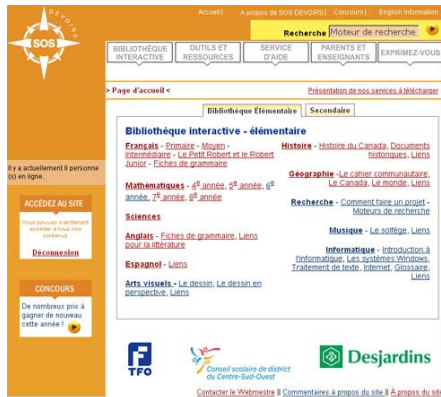 Accueil | A propos de SOS DEVOIRS | Concours | English Information
SOS DEVOIRS
Recherche Moteur de recherche
BIBLIOTHÈQUE INTERACTIVE
OUTILS ET RESSOURCES
SERVICE D'AIDE
PARENTS ET ENSEIGNANTS
EXPRIMEZ-VOUS
> Page d'accueil <
Présentation de nos services à télécharger
Bibliothèque Élémentaire
Secondaire
Bibliothèque interactive - élémentaire
Français - Primaire - Moyen -
Intermédiaire - Le Petit Robert et le Robert
Junior - Fiches de grammaire
Mathématiques - 4e année, 5e année, 6e
année, 7e année, 8e année
Sciences
Anglais - Fiches de grammaire, Liens
pour la littérature
Espagnol - Liens
Arts visuels - Le dessin, Le dessin en
perspective, Liens
Histoire - Histoire du Canada, Documents
historiques, Liens
Géographie - Le cahier communautaire,
Le Canada, Le monde, Liens
Recherche - Comment faire un projet -
Moteurs de recherche
Musique - Le solfège, Liens
Informatique - Introduction à
l'informatique, Les systèmes Windows,
Traitement de texte, Internet, Glossaire,
Liens
Il y a actuellement 0 personne
(s) en ligne.
ACCÉDEZ AU SITE
Vous pouvez maintenant
accéder à tous nos
contenus
Déconnexion
CONCOURS
De nombreux prix à
gagner de nouveau
cette année !
TFO
Conseil scolaire de district
du Centre-Sud-Ouest
Desjardins
Contacter le Webmestre || Commentaires à propos du site || À propos du site